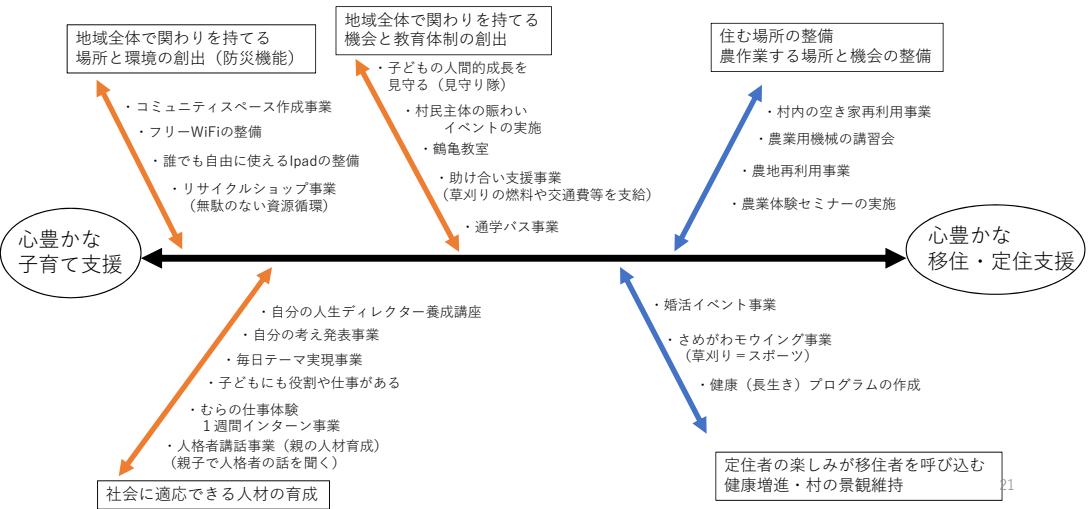 地域全体で関わりを持てる
場所と環境の創出（防災機能）
・コミュニティスペース作成事業
・フリーWiFiの整備
・誰でも自由に使えるIpadの整備
・リサイクルショップ事業
（無駄のない資源循環）
地域全体で関わりを持てる
機会と教育体制の創出
・子どもの人間的成長を
見守る（見守り隊）
・村民主体の賑わい
イベントの実施
・鶴亀教室
・助け合い支援事業
（草刈りの燃料や交通費等を支給）
・通学バス事業
住む場所の整備
農作業する場所と機会の整備
・村内の空き家再利用事業
・農業用機械の講習会
・農地再利用事業
・農業体験セミナーの実施
心豊かな
子育て支援
心豊かな
移住・定住支援
・自分の人生ディレクター養成講座
・自分の考え発表事業
・毎日テーマ実現事業
・子どもにも役割や仕事がある
・むらの仕事体験
１週間インターン事業
・人格者講話事業（親の人材育成）
（親子で人格者の話を聞く）
社会に適応できる人材の育成
・婚活イベント事業
・さめがわモウイング事業
（草刈り＝スポーツ）
・健康（長生き）プログラムの作成
定住者の楽しみが移住者を呼び込む
健康増進・村の景観維持
21